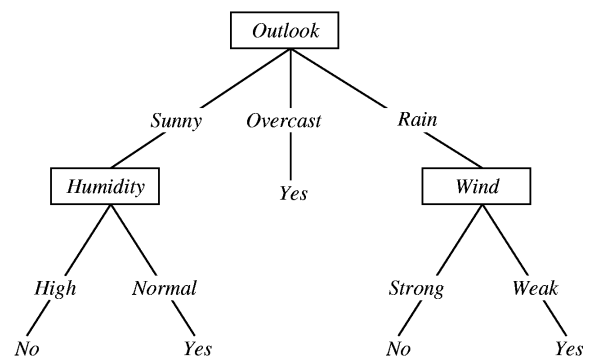 Outlook
Sunny Overcast Rain
Humidity Yes Wind
High Normal Strong Weak
No Yes No Yes